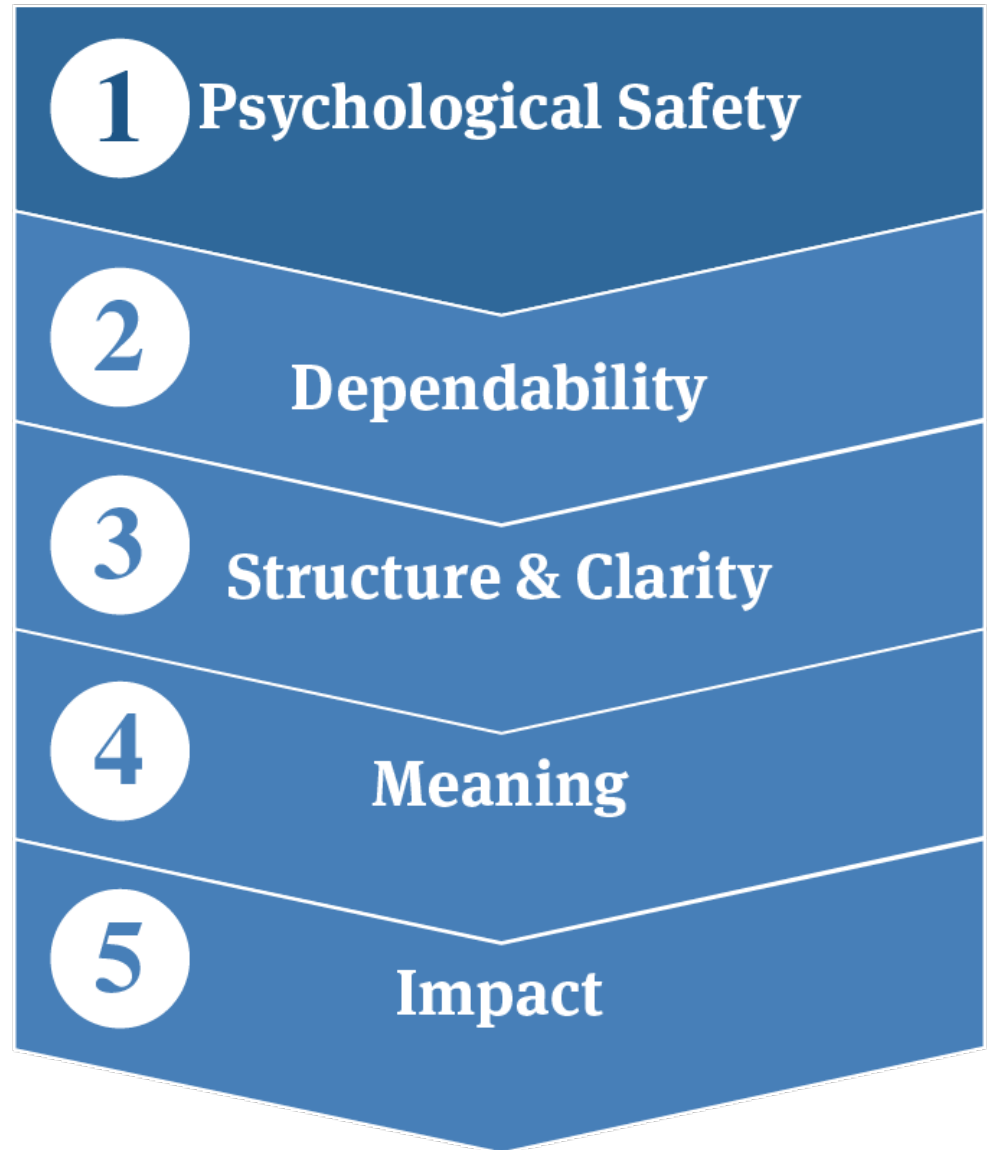 1 Psychological Safety
2
Dependability
3
Structure & Clarity
4
Meaning
5
Impact